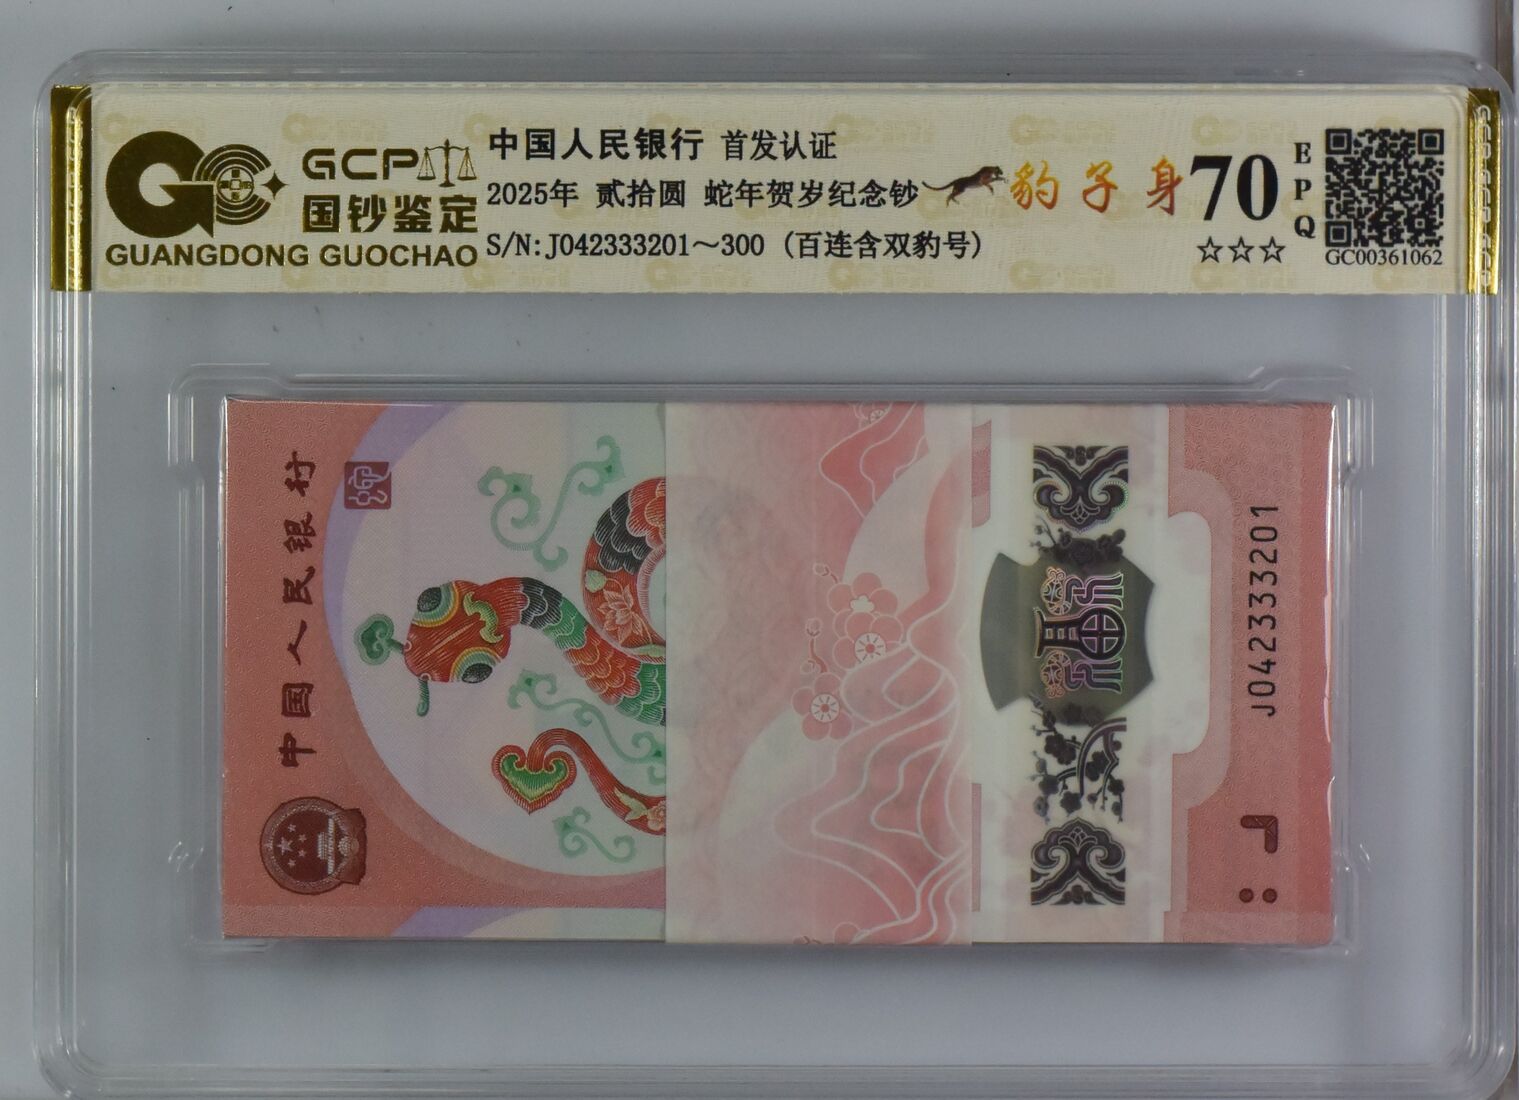 GCP
国钞鉴定
GUANGDONG GUOCHAO
中国人民银行 首发认证
2025年 贰拾圆 蛇年贺岁纪念钞
S/N:J042333201～300 (百连含双豹号)
豹子身
70
EPQ
☆☆☆
GC00361062
中国人民银行
J042333201